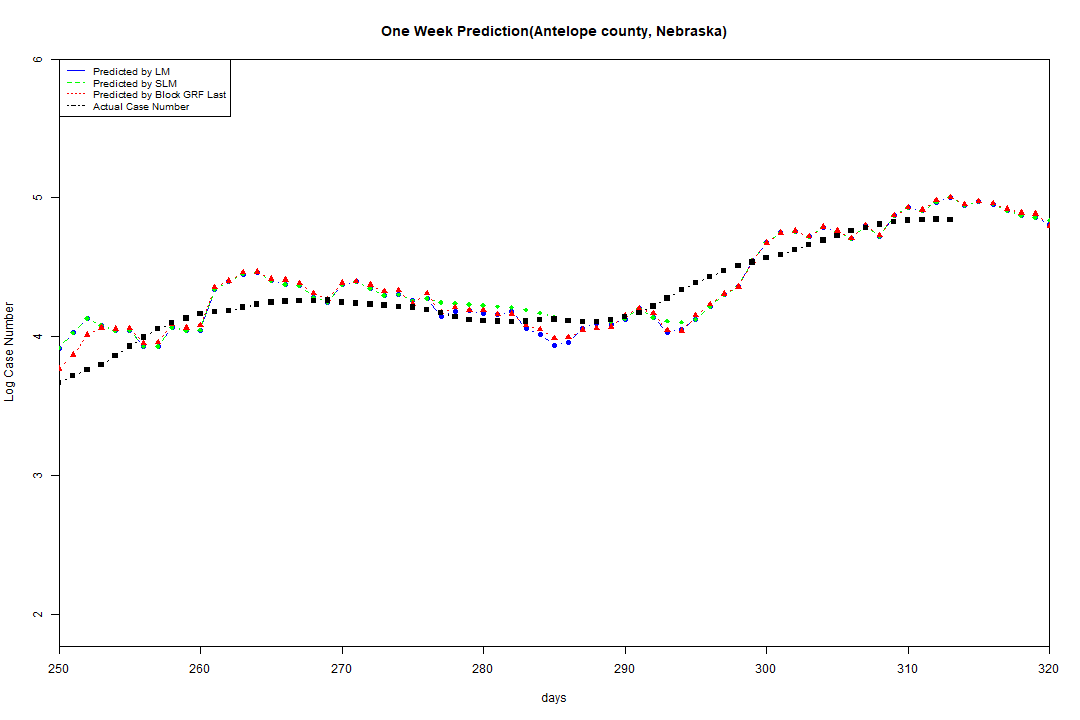 One Week Prediction(Antelope county, Nebraska)
Predicted by LM
Predicted by SLM
Predicted by Block GRF Last
Actual Case Number
6
5
4
3
2
Log Case Number
250 260 270 280 290 300 310 320
days